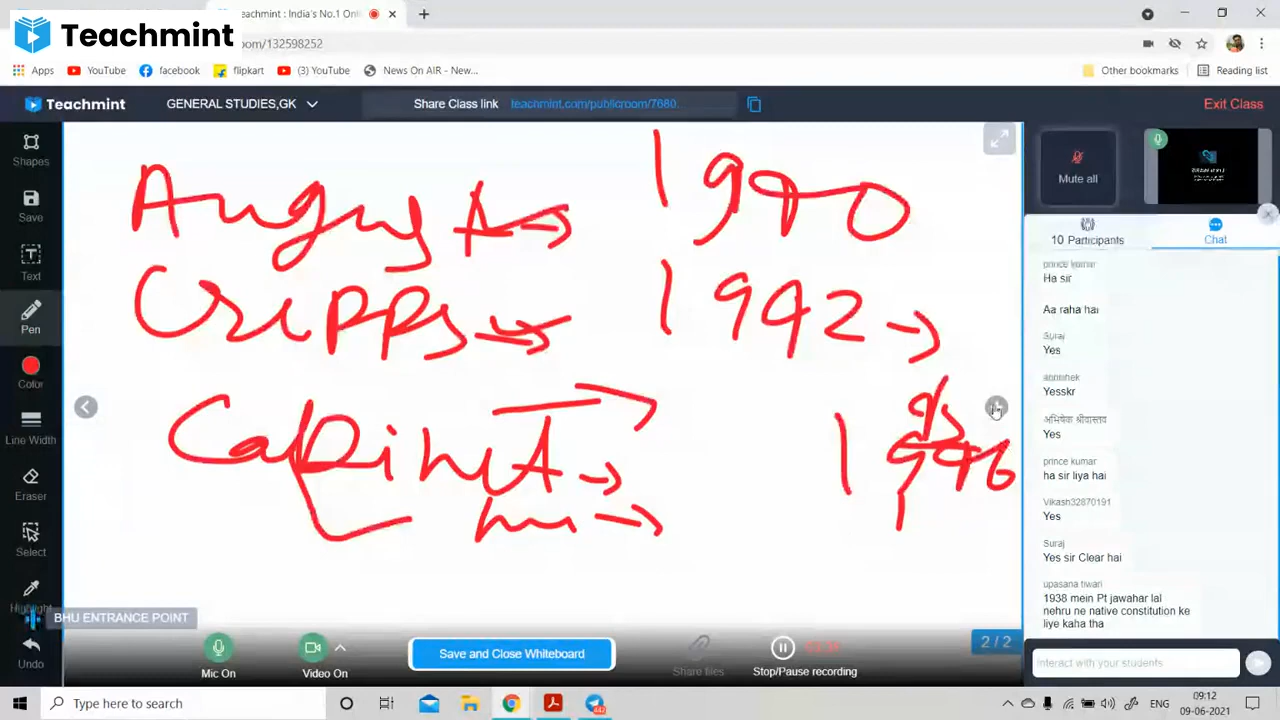 Teachmint
eachmint : India's No.1 Onl
oom/132598252
Apps YouTube facebook flipkart (3) YouTube News On AIR - New... Other bookmarks Reading list
Teachmint GENERAL STUDIES,GK Share Class link teachmint.com/publicroom/7680. Exit Class
Shapes
Save
Text
Pen
Color
Line Width
Eraser
Select
Highlight
Undo
August 1940
Cripps 1942
Cabinet 1946
Mute all
10 Participants Chat
prince kumar
Ha sir
Aa raha hai
Suraj
Yes
abhishek
Yesskr
अभिषेक श्रीवास्तव
Yes
prince kumar
ha sir liya hai
Vikash32870191
Yes
Suraj
Yes sir Clear hai
upasana tiwari
1938 mein Pt jawahar lal
nehru ne native constitution ke
liye kaha tha
Interact with your students
BHU ENTRANCE POINT
Mic On Video On Save and Close Whiteboard Share files Stop/Pause recording 2 / 2
Type here to search
442
ENG
09:12
09-06-2021